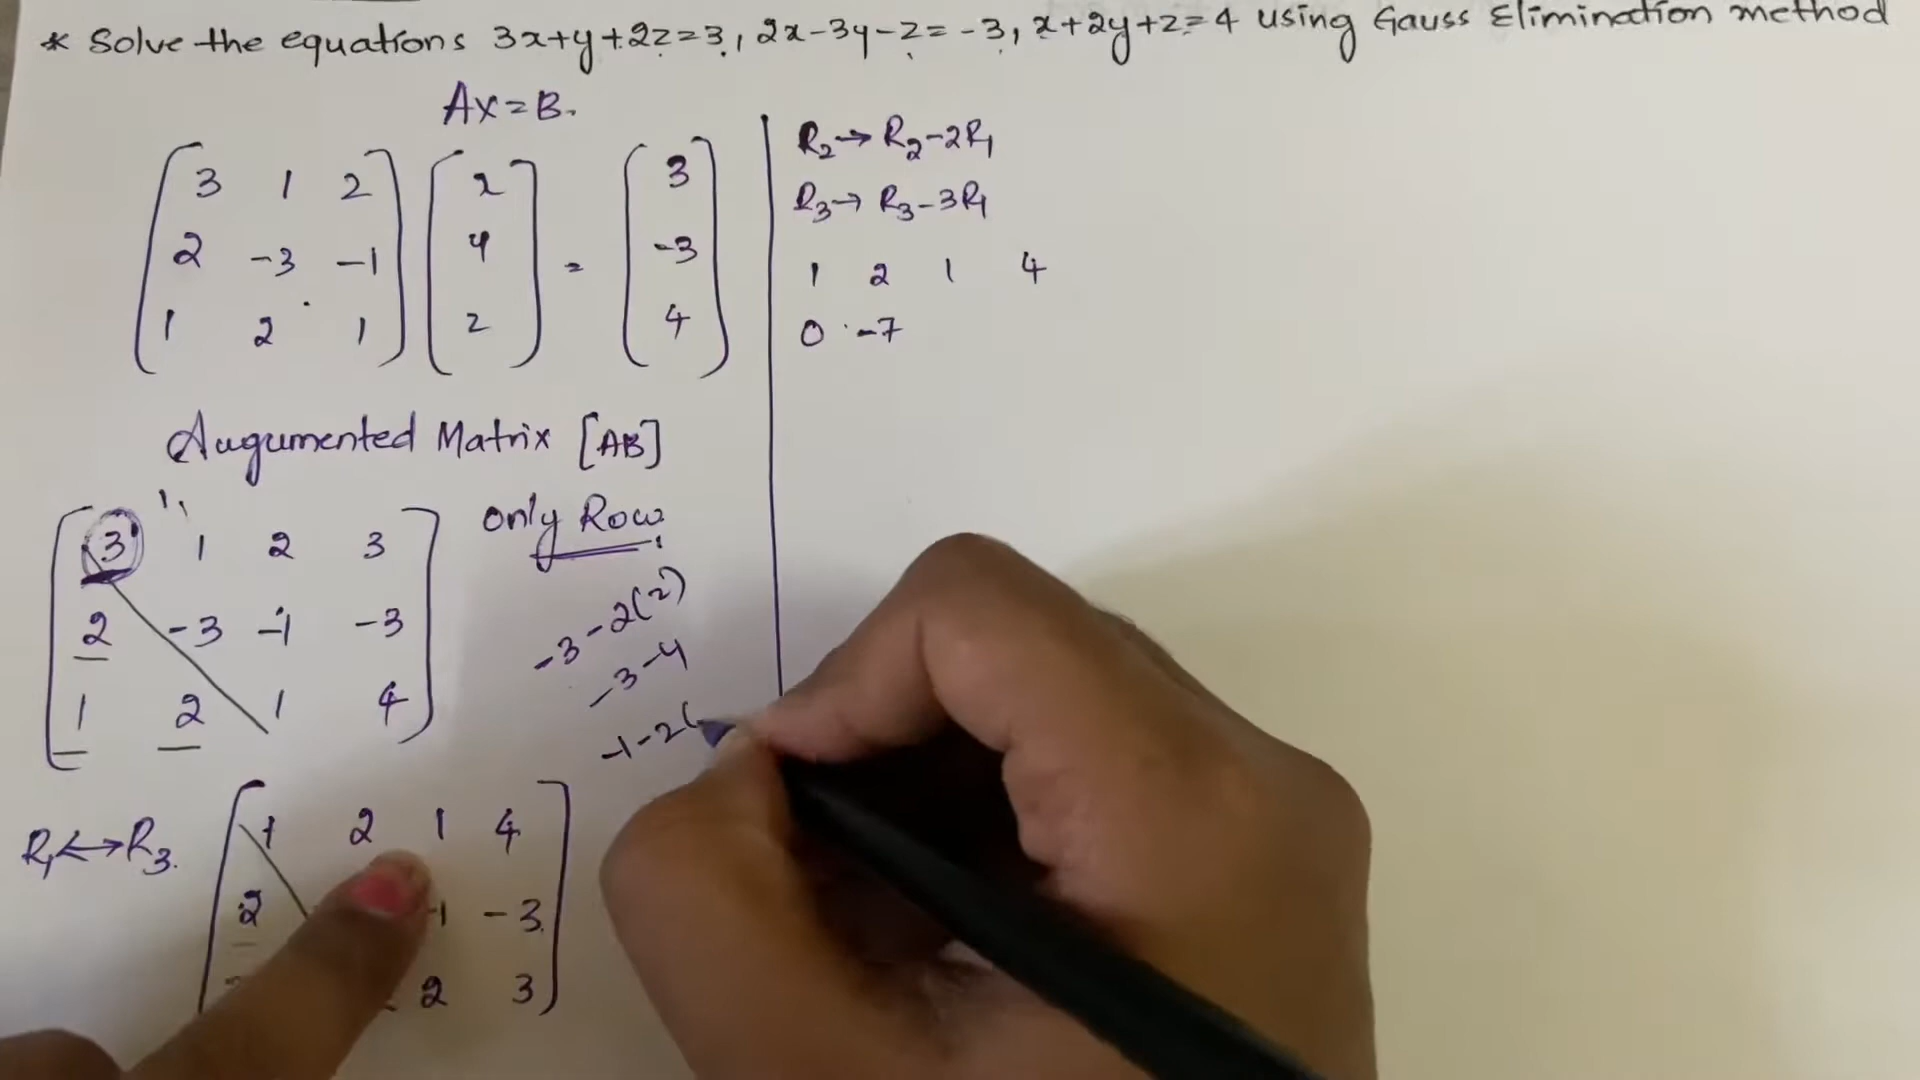 * Solve the equations 3x+y+2z=3, 2x-3y-z=-3, x+2y+z=4 using Gauss Elimination method
AX=B.
3 1 2 x 3
2 -3 -1 y = -3
1 2 1 z 4
Augumented Matrix [AB]
3 1 2 3
2 -3 -1 -3
1 2 1 4
only Row
-3-2(2)
-3-4
-1-2(
R1↔R3.
1 2 1 4
2 -1 -3
2 3
R2→R2-2R1
R3→R3-3R1
1 2 1 4
0 -7